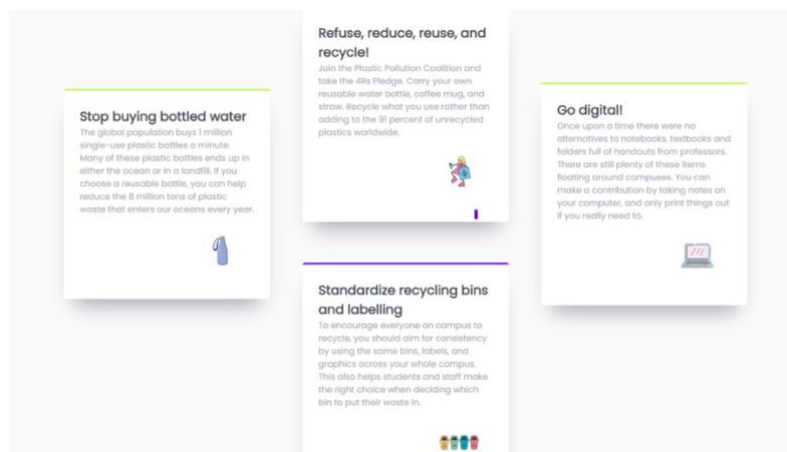 Stop buying bottled water
The global population buys 1 million
single-use plastic bottles a minute.
Many of these plastic bottles ends up in
either the ocean or in a landfill. If you
choose a reusable bottle, you can help
reduce the 8 million tons of plastic
waste that enters our oceans every year.
Refuse, reduce, reuse, and
recycle!
Join the Plastic Pollution Coalition and
take the 4Rs Pledge. Carry your own
reusable water bottle, coffee mug, and
straw. Recycle what you use rather than
adding to the 91 percent of unrecycled
plastics worldwide.
Standardize recycling bins
and labelling
To encourage everyone on campus to
recycle, you should aim for consistency
by using the same bins, labels, and
graphics across your whole campus.
This also helps students and staff make
the right choice when deciding which
bin to put their waste in.
Go digital!
Once upon a time there were no
alternatives to notebooks, textbooks and
folders full of handouts from professors.
There are still plenty of these items
floating around campuses. You can
make a contribution by taking notes on
your computer, and only print things out
if you really need to.